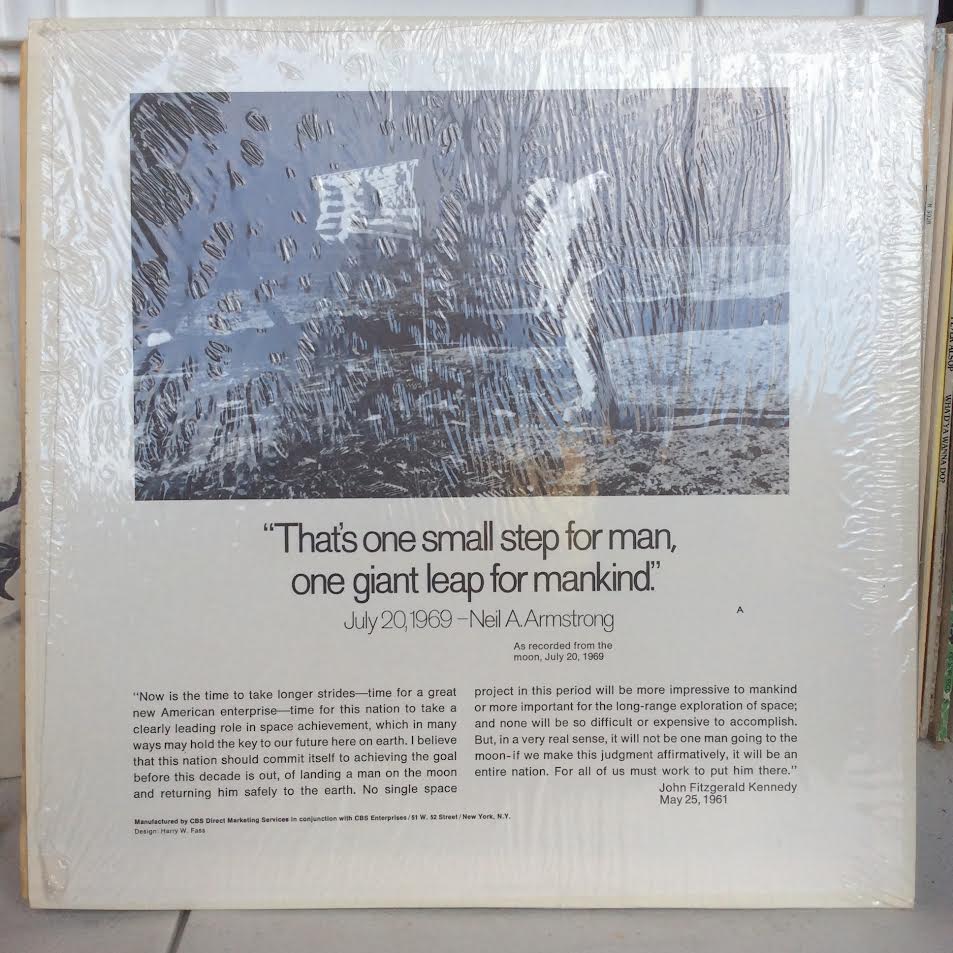 “That’s one small step for man,
one giant leap for mankind.”
July 20, 1969 –Neil A. Armstrong
A
As recorded from the
moon, July 20, 1969
“Now is the time to take longer strides—time for a great
new American enterprise—time for this nation to take a
clearly leading role in space achievement, which in many
ways may hold the key to our future here on earth. I believe
that this nation should commit itself to achieving the goal
before this decade is out, of landing a man on the moon
and returning him safely to the earth. No single space
project in this period will be more impressive to mankind
or more important for the long-range exploration of space;
and none will be so difficult or expensive to accomplish.
But, in a very real sense, it will not be one man going to the
moon-if we make this judgment affirmatively, it will be an
entire nation. For all of us must work to put him there.”
John Fitzgerald Kennedy
May 25, 1961
Manufactured by CBS Direct Marketing Services in conjunction with CBS Enterprises/51 W. 52 Street/New York, N.Y.
Design: Harry W. Fass
WHAD'YA WANNA DO?